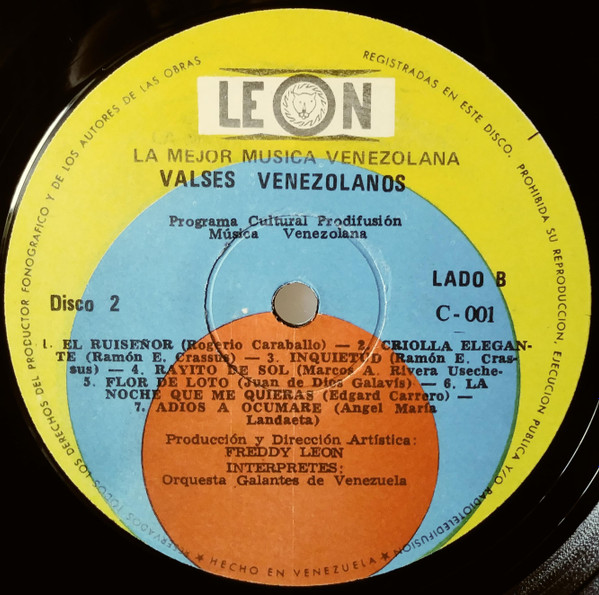 LEON
LA MEJOR MUSICA VENEZOLANA
VALSES VENEZOLANOS
Programa Cultural Prodifusión
Música Venezolana
Disco 2
LADO B
C-001
1. EL RUISEÑOR (Rogerio Caraballo) — 2. CRIOLLA ELEGAN-
TE (Ramón E. Crassus) — 3. INQUIETUD (Ramón E. Cras-
sus) — 4. RAYITO DE SOL (Marcos A. Rivera Useche-
5. FLOR DE LOTO (Juan de Dios Galavís) — 6. LA
NOCHE QUE ME QUIERAS (Edgard Carrero) —
7. ADIOS A OCUMARE (Angel María
Landaeta)
Producción y Dirección Artística:
FREDDY LEON
INTERPRETES:
Orquesta Galantes de Venezuela
RESERVADOS TODOS LOS DERECHOS DEL PRODUCTOR FONOGRAFICO Y DE LOS AUTORES DE LAS OBRAS
REGISTRADAS EN ESTE DISCO. PROHIBIDA SU REPRODUCCION, EJECUCION PUBLICA Y/O RADIOTELEDIFUSION
★ HECHO EN VENEZUELA ★